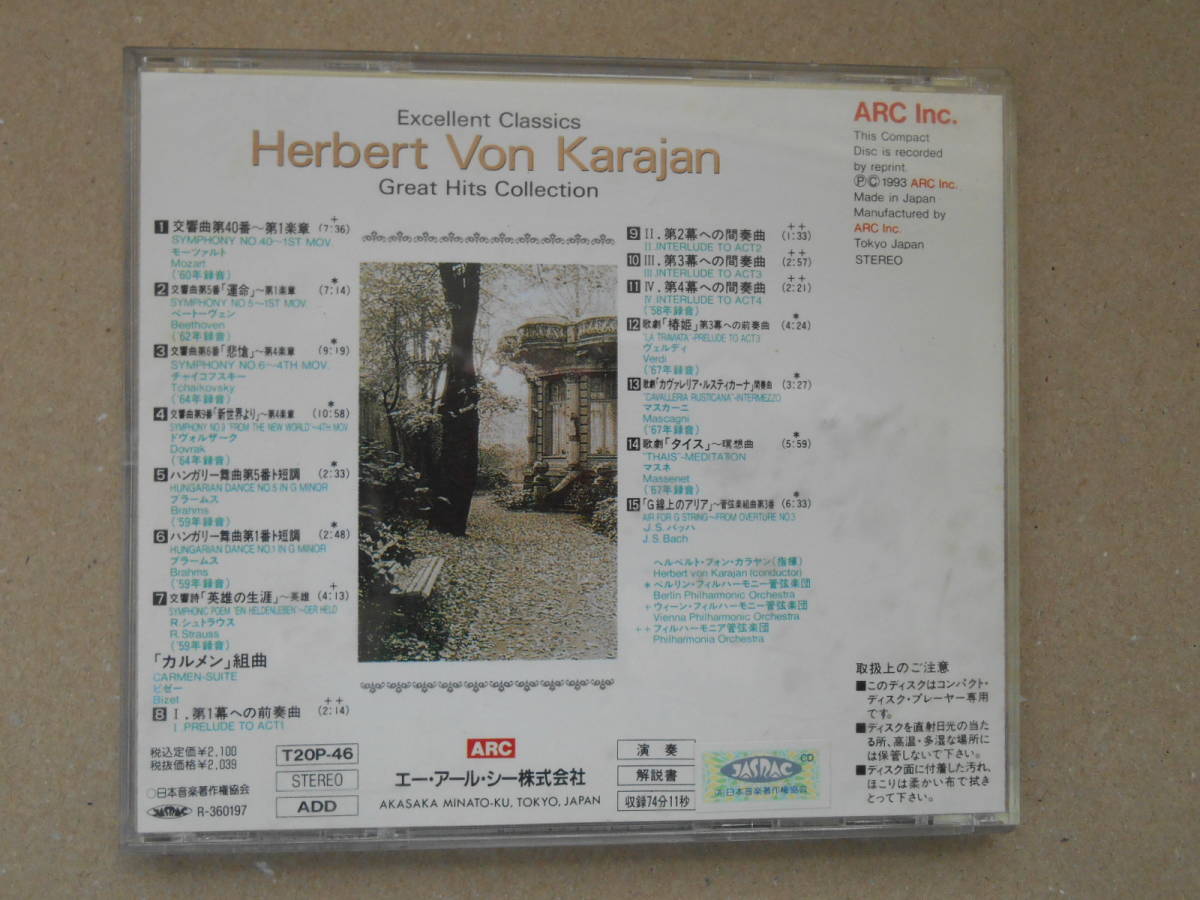 Excellent Classics
Herbert Von Karajan
Great Hits Collection
1 交響曲第40番～第1楽章 (7:36) +
SYMPHONY NO.40～1ST MOV.
モーツァルト
Mozart
('60年録音)
2 交響曲第5番「運命」～第1楽章 (7:14) *
SYMPHONY NO.5～1ST MOV.
ベートーヴェン
Beethoven
('62年録音)
3 交響曲第6番「悲愴」～第4楽章 (9:19) *
SYMPHONY NO.6～4TH MOV.
チャイコフスキー
Tchaikovsky
('64年録音)
4 交響曲第9番「新世界より」～第4楽章 (10:58) *
SYMPHONY NO.9 "FROM THE NEW WORLD"～4TH MOV
ドヴォルザーク
Dovrak
('64年録音)
5 ハンガリー舞曲第5番ト短調 (2:33) *
HUNGARIAN DANCE NO.5 IN G MINOR
ブラームス
Brahms
('59年録音)
6 ハンガリー舞曲第1番ト短調 (2:48) *
HUNGARIAN DANCE NO.1 IN G MINOR
ブラームス
Brahms
('59年録音)
7 交響詩「英雄の生涯」～英雄 (4:13) +
SYMPHONIC POEM "EIN HELDENLEBEN"～DER HELD
R.シュトラウス
R.Strauss
('59年録音)
「カルメン」組曲
CARMEN-SUITE
ビゼー
Bizet
8 I.第1幕への前奏曲 (2:14) ++
I.PRELUDE TO ACT1
9 II.第2幕への間奏曲 (1:33) ++
II.INTERLUDE TO ACT2
10 III.第3幕への間奏曲 (2:57) ++
III.INTERLUDE TO ACT3
11 IV.第4幕への間奏曲 (2:21) ++
IV.INTERLUDE TO ACT4
('58年録音)
12 歌劇「椿姫」第3幕への前奏曲 (4:24) *
"LA TRAVIATA"-PRELUDE TO ACT3
ヴェルディ
Verdi
('67年録音)
13 歌劇「カヴァレリア・ルスティカーナ」間奏曲 (3:27) *
"CAVALLERIA RUSTICANA"-INTERMEZZO
マスカーニ
Mascagni
('67年録音)
14 歌劇「タイス」～瞑想曲 (5:59) *
"THAIS"-MEDITATION
マスネ
Massenet
('67年録音)
15 「G線上のアリア」～管弦楽組曲第3番 (6:33) *
AIR FOR G STRING～FROM OVERTURE NO.3
J.S.バッハ
J.S.Bach
ヘルベルト・フォン・カラヤン(指揮)
Herbert von Karajan (conductor)
* ベルリン・フィルハーモニー管弦楽団
Berlin Philharmonic Orchestra
+ ウィーン・フィルハーモニー管弦楽団
Vienna Philharmonic Orchestra
++ フィルハーモニア管弦楽団
Philharmonia Orchestra
ARC Inc.
This Compact
Disc is recorded
by reprint.
ⓅⒸ1993 ARC Inc.
Made in Japan
Manufactured by
ARC Inc.
Tokyo Japan
STEREO
取扱上のご注意
■このディスクはコンパクト・
ディスク・プレーヤー専用
です。
■ディスクを直射日光の当た
る所、高温・多湿な場所に
は保管しないで下さい。
■ディスク面に付着した汚れ、
ほこりは柔かい布で拭き
とって下さい。
税込定価¥2,100
税抜価格¥2,039
○日本音楽著作権協会
JASRAC R-360197
T20P-46
STEREO
ADD
ARC
エー・アール・シー株式会社
AKASAKA MINATO-KU, TOKYO, JAPAN
演奏
解説書
収録74分11秒
CD
JASRAC
日本音楽著作権協会